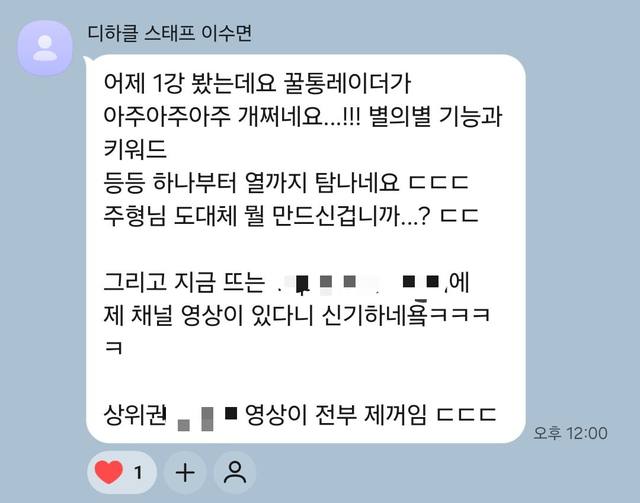 디하클 스태프 이수면
어제 1강 봤는데요 꿀통레이더가
아주아주아주 개쩌네요...!!! 별의별 기능과
키워드
등등 하나부터 열까지 탐나네요 ㄷㄷㄷ
주형님 도대체 뭘 만드신겁니까...? ㄷㄷ
그리고 지금 뜨는 에
제 채널 영상이 있다니 신기하네욬ㅋㅋㅋ
ㅋ
상위권 영상이 전부 제꺼임 ㄷㄷㄷ
오후 12:00
1